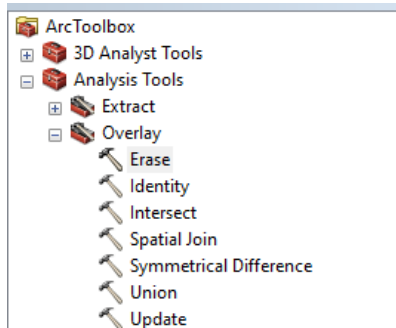 ArcToolbox
3D Analyst Tools
Analysis Tools
Extract
Overlay
Erase
Identity
Intersect
Spatial Join
Symmetrical Difference
Union
Update